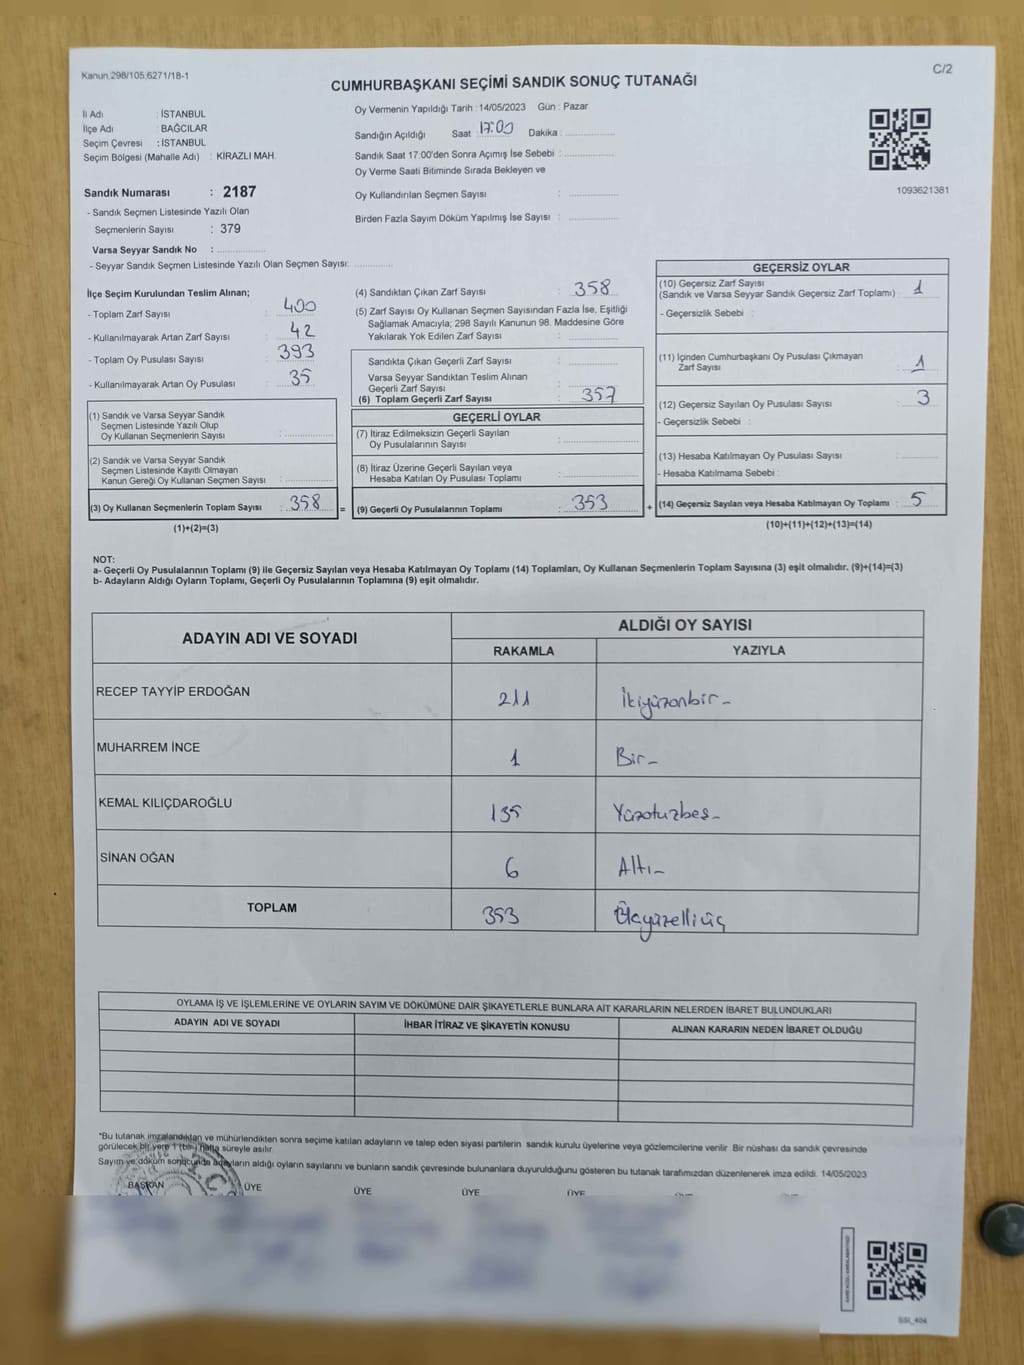 Kanun.298/105,6271/18-1
C/2
CUMHURBAŞKANI SEÇİMİ SANDIK SONUÇ TUTANAĞI
İl Adı : İSTANBUL
İlçe Adı : BAĞCILAR
Seçim Çevresi : İSTANBUL
Seçim Bölgesi (Mahalle Adı) : KİRAZLI MAH.
Sandık Numarası : 2187
- Sandık Seçmen Listesinde Yazılı Olan
Seçmenlerin Sayısı : 379
Varsa Seyyar Sandık No :
- Seyyar Sandık Seçmen Listesinde Yazılı Olan Seçmen Sayısı:
Oy Vermenin Yapıldığı Tarih : 14/05/2023 Gün : Pazar
Sandığın Açıldığı Saat 17:00 Dakika :
Sandık Saat 17:00'den Sonra Açımış İse Sebebi :
Oy Verme Saati Bitiminde Sırada Bekleyen ve
Oy Kullandırılan Seçmen Sayısı :
Birden Fazla Sayım Döküm Yapılmış İse Sayısı :
1093621381
İlçe Seçim Kurulundan Teslim Alınan;
- Toplam Zarf Sayısı : 400
- Kullanılmayarak Artan Zarf Sayısı : 42
- Toplam Oy Pusulası Sayısı : 393
- Kullanılmayarak Artan Oy Pusulası : 35
(1) Sandık ve Varsa Seyyar Sandık
Seçmen Listesinde Yazılı Olup
Oy Kullanan Seçmenlerin Sayısı :
(2) Sandık ve Varsa Seyyar Sandık
Seçmen Listesinde Kayıtlı Olmayan
Kanun Gereği Oy Kullanan Seçmen Sayısı :
(3) Oy Kullanan Seçmenlerin Toplam Sayısı : 358
(1)+(2)=(3)
=
(4) Sandıktan Çıkan Zarf Sayısı : 358
(5) Zarf Sayısı Oy Kullanan Seçmen Sayısından Fazla İse, Eşitliği
Sağlamak Amacıyla; 298 Sayılı Kanunun 98. Maddesine Göre
Yakılarak Yok Edilen Zarf Sayısı :
Sandıkta Çıkan Geçerli Zarf Sayısı :
Varsa Seyyar Sandıktan Teslim Alınan
Geçerli Zarf Sayısı :
(6) Toplam Geçerli Zarf Sayısı : 357
GEÇERLİ OYLAR
(7) İtiraz Edilmeksizin Geçerli Sayılan
Oy Pusulalarının Sayısı :
(8) İtiraz Üzerine Geçerli Sayılan veya
Hesaba Katılan Oy Pusulası Toplamı :
(9) Geçerli Oy Pusulalarının Toplamı : 353
+
GEÇERSİZ OYLAR
(10) Geçersiz Zarf Sayısı
(Sandık ve Varsa Seyyar Sandık Geçersiz Zarf Toplamı) : 1
- Geçersizlik Sebebi :
(11) İçinden Cumhurbaşkanı Oy Pusulası Çıkmayan
Zarf Sayısı : 1
(12) Geçersiz Sayılan Oy Pusulası Sayısı : 3
- Geçersizlik Sebebi :
(13) Hesaba Katılmayan Oy Pusulası Sayısı :
- Hesaba Katılmama Sebebi :
(14) Geçersiz Sayılan veya Hesaba Katılmayan Oy Toplamı : 5
(10)+(11)+(12)+(13)=(14)
NOT:
a- Geçerli Oy Pusulalarının Toplamı (9) ile Geçersiz Sayılan veya Hesaba Katılmayan Oy Toplamı (14) Toplamları, Oy Kullanan Seçmenlerin Toplam Sayısına (3) eşit olmalıdır. (9)+(14)=(3)
b- Adayların Aldığı Oyların Toplamı, Geçerli Oy Pusulalarının Toplamına (9) eşit olmalıdır.
ADAYIN ADI VE SOYADI
ALDIĞI OY SAYISI
RAKAMLA YAZIYLA
RECEP TAYYİP ERDOĞAN 211 İkiyüzonbir-
MUHARREM İNCE 1 Bir-
KEMAL KILIÇDAROĞLU 135 Yüzotuzbeş-
SİNAN OĞAN 6 Altı-
TOPLAM 353 Üçyüzelliüç
OYLAMA İŞ VE İŞLEMLERİNE VE OYLARIN SAYIM VE DÖKÜMÜNE DAİR ŞİKAYETLERLE BUNLARA AİT KARARLARIN NELERDEN İBARET BULUNDUKLARI
ADAYIN ADI VE SOYADI İHBAR İTİRAZ VE ŞİKAYETİN KONUSU ALINAN KARARIN NEDEN İBARET OLDUĞU
*Bu tutanak imzalandıktan ve mühürlendikten sonra seçime katılan adayların ve talep eden siyasi partilerin sandık kurulu üyelerine veya gözlemcilerine verilir. Bir nüshası da sandık çevresinde
görülecek bir yere 1 (bir) hafta süreyle asılır.
Sayım ve döküm sonucunda adayların aldığı oyların sayılarını ve bunların sandık çevresinde bulunanlara duyurulduğunu gösteren bu tutanak tarafımızdan düzenlenerek imza edildi. 14/05/2023
BAŞKAN ÜYE ÜYE ÜYE ÜYE